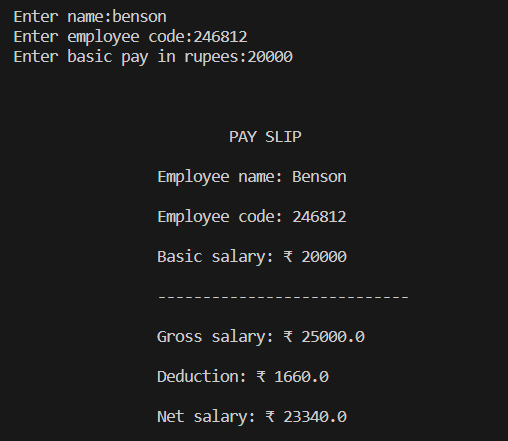 Enter name:benson
Enter employee code:246812
Enter basic pay in rupees:20000
PAY SLIP
Employee name: Benson
Employee code: 246812
Basic salary: ₹ 20000
----------------------------
Gross salary: ₹ 25000.0
Deduction: ₹ 1660.0
Net salary: ₹ 23340.0